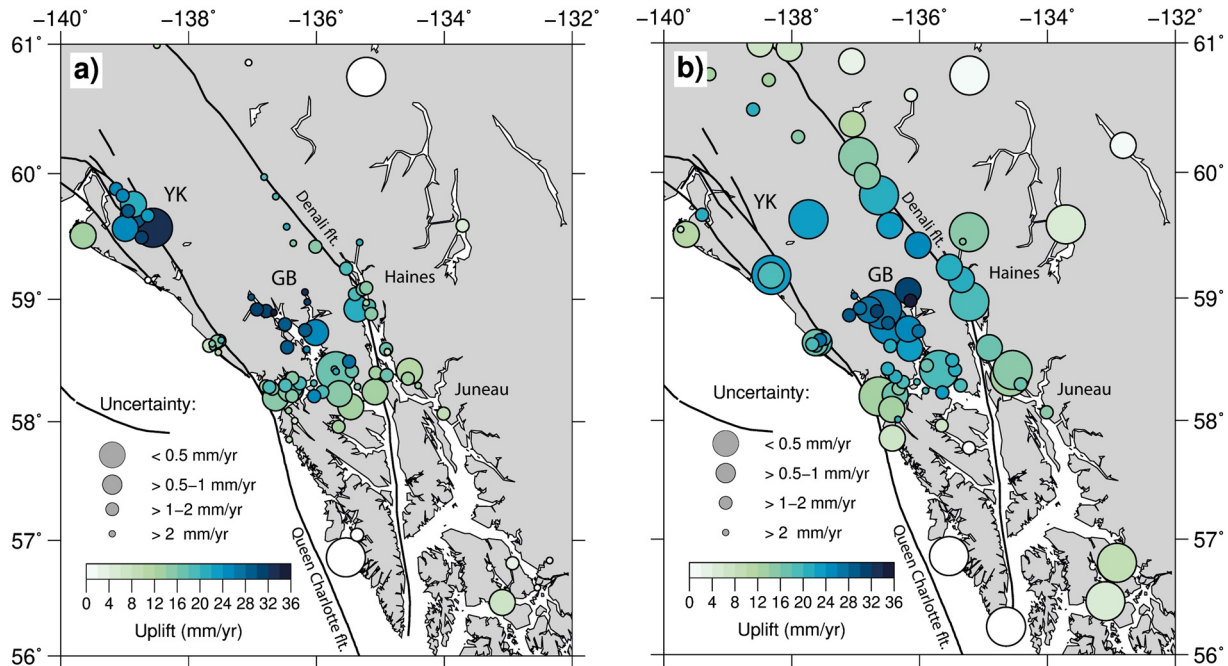 −140˚ −138˚ −136˚ −134˚ −132˚
61˚
60˚
59˚
58˚
57˚
56˚
a)
YK
Denali flt.
GB
Haines
Juneau
Uncertainty:
< 0.5 mm/yr
> 0.5−1 mm/yr
> 1−2 mm/yr
> 2 mm/yr
Queen Charlotte flt.
0 4 8 12 16 20 24 28 32 36
Uplift (mm/yr)
−140˚ −138˚ −136˚ −134˚ −132˚
61˚
60˚
59˚
58˚
57˚
56˚
b)
YK
Denali flt.
GB
Haines
Juneau
Uncertainty:
< 0.5 mm/yr
> 0.5−1 mm/yr
> 1−2 mm/yr
> 2 mm/yr
Queen Charlotte flt.
0 4 8 12 16 20 24 28 32 36
Uplift (mm/yr)